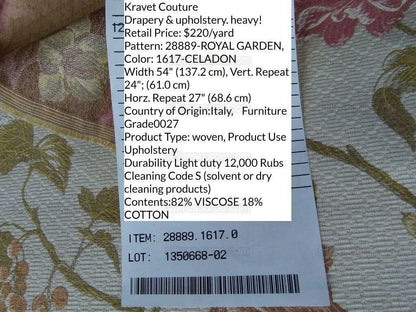 12
Kravet Couture
Drapery & upholstery. heavy!
Retail Price: $220/yard
Pattern: 28889-ROYAL GARDEN,
Color: 1617-CELADON
Width 54" (137.2 cm), Vert. Repeat
24"; (61.0 cm)
Horz. Repeat 27" (68.6 cm)
Country of Origin:Italy, Furniture
Grade0027
Product Type: woven, Product Use
Upholstery
Durability Light duty 12,000 Rubs
Cleaning Code S (solvent or dry
cleaning products)
Contents:82% VISCOSE 18%
COTTON
ITEM: 28889.1617.0
LOT: 1350668-02